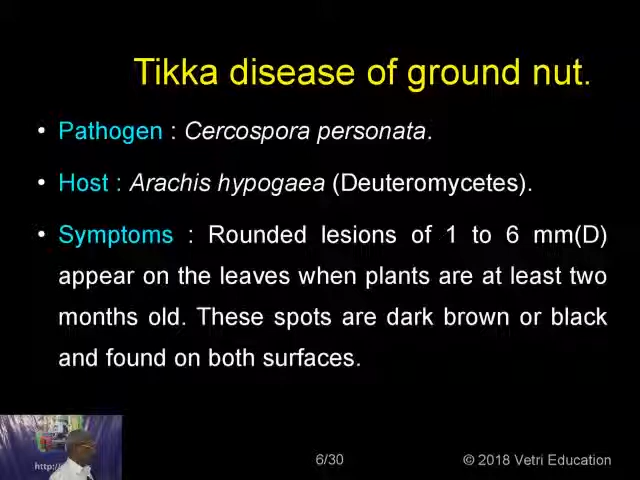 Tikka disease of ground nut.
• Pathogen : Cercospora personata.
• Host : Arachis hypogaea (Deuteromycetes).
• Symptoms : Rounded lesions of 1 to 6 mm(D)
appear on the leaves when plants are at least two
months old. These spots are dark brown or black
and found on both surfaces.
http:/
6/30
© 2018 Vetri Education